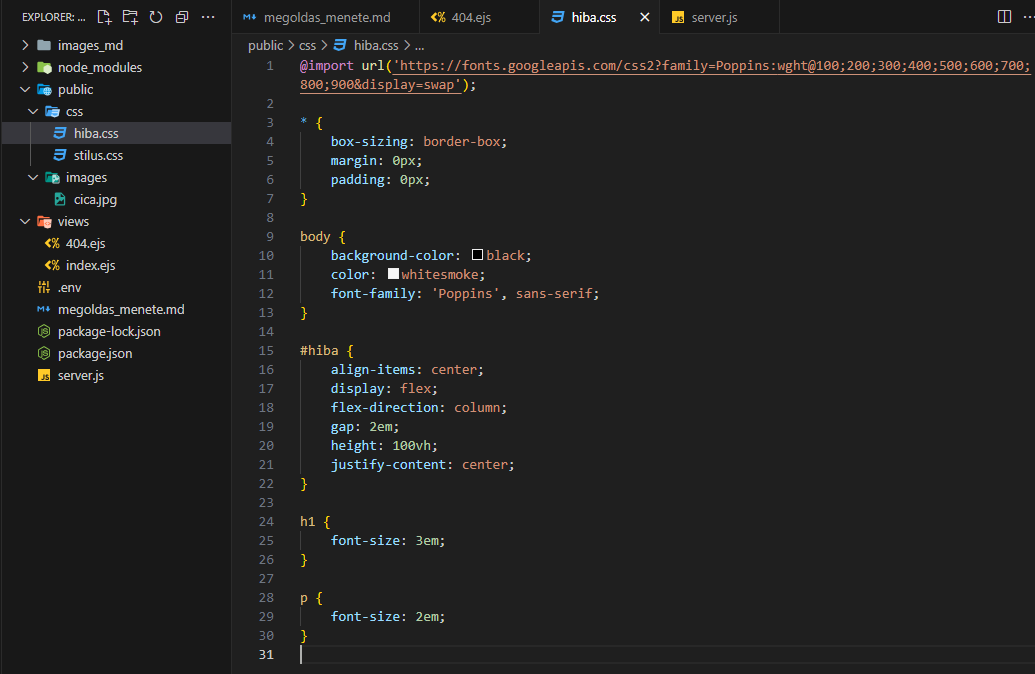 EXPLORER: ...
images_md
node_modules
public
css
hiba.css
stilus.css
images
cica.jpg
views
404.ejs
index.ejs
.env
megoldas_menete.md
package-lock.json
package.json
server.js
megoldas_menete.md
404.ejs
hiba.css
server.js
public > css > hiba.css > ...
1 @import url('https://fonts.googleapis.com/css2?family=Poppins:wght@100;200;300;400;500;600;700;
800;900&display=swap');
2
3 * {
4 box-sizing: border-box;
5 margin: 0px;
6 padding: 0px;
7 }
8
9 body {
10 background-color: black;
11 color: whitesmoke;
12 font-family: 'Poppins', sans-serif;
13 }
14
15 #hiba {
16 align-items: center;
17 display: flex;
18 flex-direction: column;
19 gap: 2em;
20 height: 100vh;
21 justify-content: center;
22 }
23
24 h1 {
25 font-size: 3em;
26 }
27
28 p {
29 font-size: 2em;
30 }
31